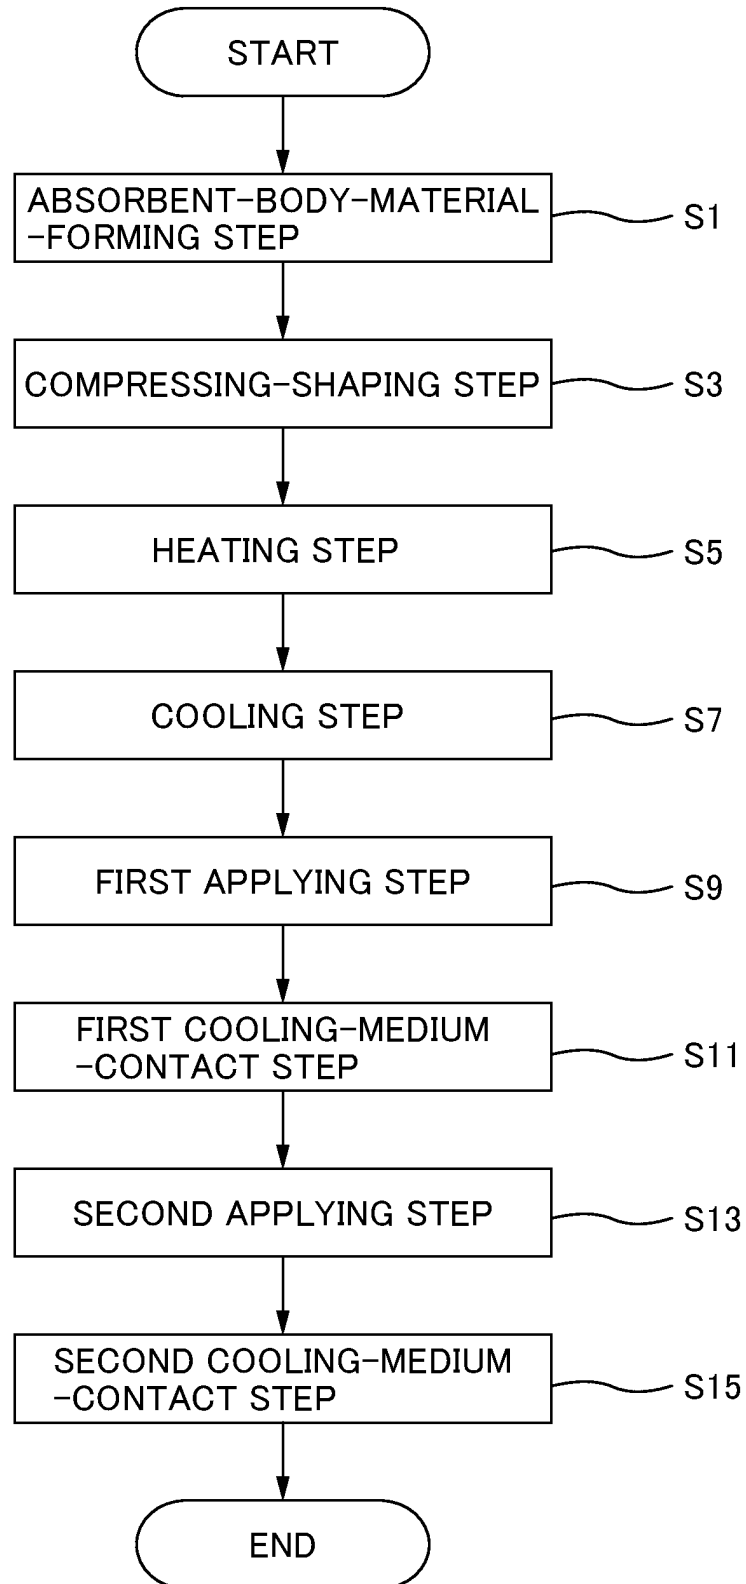 START
ABSORBENT-BODY-MATERIAL
-FORMING STEP
S1
COMPRESSING-SHAPING STEP
S3
HEATING STEP
S5
COOLING STEP
S7
FIRST APPLYING STEP
S9
FIRST COOLING-MEDIUM
-CONTACT STEP
S11
SECOND APPLYING STEP
S13
SECOND COOLING-MEDIUM
-CONTACT STEP
S15
END